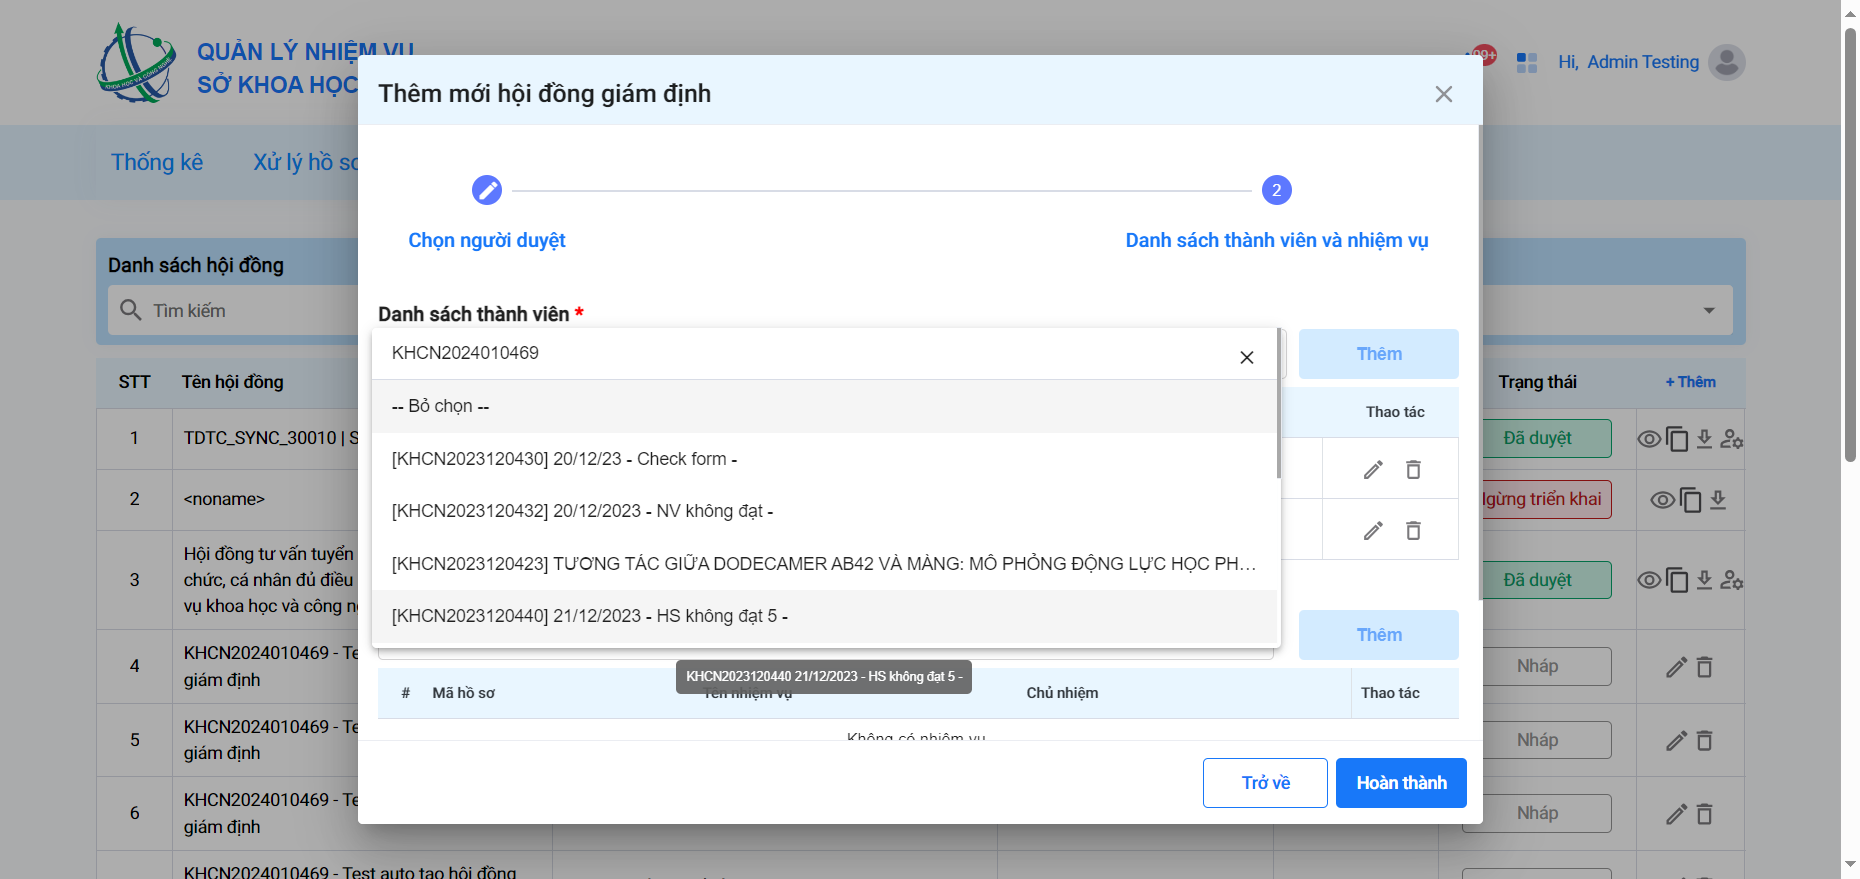 QUẢN LÝ NHIỆM VỤ
SỞ KHOA HỌC
99+
Hi, Admin Testing
Thống kê
Xử lý hồ sơ
Thêm mới hội đồng giám định
2
Chọn người duyệt
Danh sách thành viên và nhiệm vụ
Danh sách hội đồng
Tìm kiếm
Danh sách thành viên *
KHCN2024010469
Thêm
-- Bỏ chọn --
[KHCN2023120430] 20/12/23 - Check form -
[KHCN2023120432] 20/12/2023 - NV không đạt -
[KHCN2023120423] TƯƠNG TÁC GIỮA DODECAMER AB42 VÀ MÀNG: MÔ PHỎNG ĐỘNG LỰC HỌC PH...
[KHCN2023120440] 21/12/2023 - HS không đạt 5 -
Thao tác
Thêm
KHCN2023120440 21/12/2023 - HS không đạt 5 -
# Mã hồ sơ Tên nhiệm vụ Chủ nhiệm Thao tác
Không có nhiệm vụ
Trở về
Hoàn thành
STT Tên hội đồng Trạng thái + Thêm
1 TDTC_SYNC_30010 | S Đã duyệt
2 <noname> Ngừng triển khai
3 Hội đồng tư vấn tuyển
chức, cá nhân đủ điều
vụ khoa học và công
Đã duyệt
4 KHCN2024010469 - Te
giám định
Nháp
5 KHCN2024010469 - Te
giám định
Nháp
6 KHCN2024010469 - Te
giám định
Nháp
KHCN2024010469 - Test auto tạo hội đồng